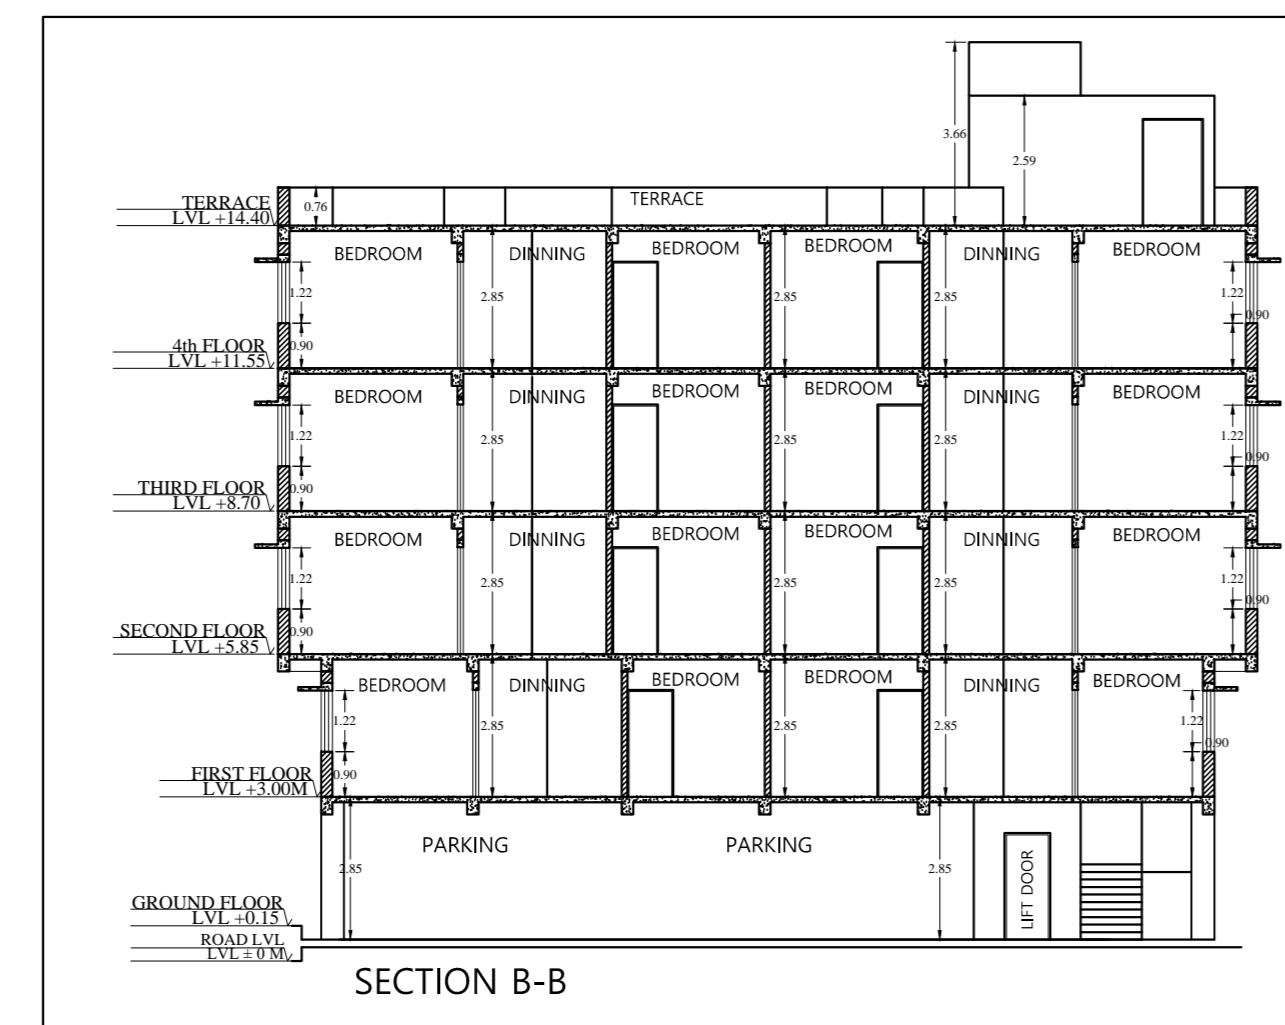 3.66
2.59
TERRACE
LVL +14.40
0.76
TERRACE
BEDROOM
DINNING
BEDROOM
BEDROOM
DINNING
BEDROOM
1.22
2.85
2.85
2.85
1.22
0.90
0.90
4th FLOOR
LVL +11.55
BEDROOM
DINNING
BEDROOM
BEDROOM
DINNING
BEDROOM
1.22
2.85
2.85
2.85
1.22
0.90
0.90
THIRD FLOOR
LVL +8.70
BEDROOM
DINNING
BEDROOM
BEDROOM
DINNING
BEDROOM
1.22
2.85
2.85
2.85
1.22
0.90
0.90
SECOND FLOOR
LVL +5.85
BEDROOM
DINNING
BEDROOM
BEDROOM
DINNING
BEDROOM
1.22
2.85
2.85
2.85
1.22
0.90
0.90
FIRST FLOOR
LVL +3.00M
PARKING
PARKING
2.85
2.85
LIFT DOOR
GROUND FLOOR
LVL +0.15
ROAD LVL
LVL ± 0 M
SECTION B-B